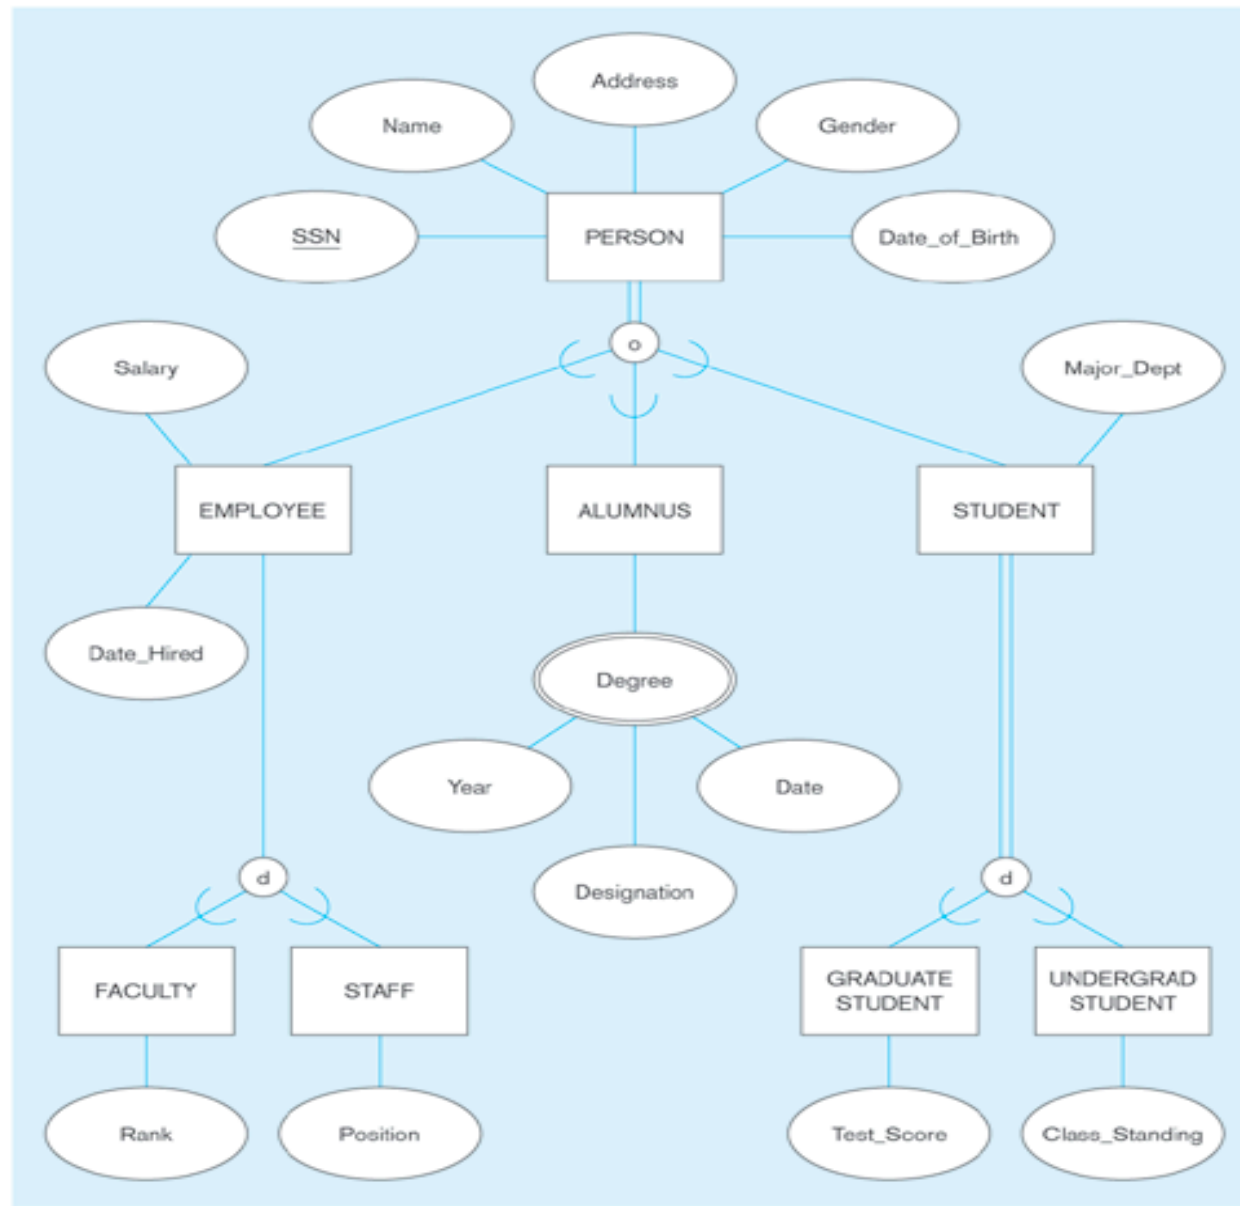 Address
Name
Gender
SSN
PERSON
Date_of_Birth
o
Salary
Major_Dept
EMPLOYEE
ALUMNUS
STUDENT
Date_Hired
Degree
Year
Date
d
d
Designation
FACULTY
STAFF
GRADUATE
STUDENT
UNDERGRAD
STUDENT
Rank
Position
Test_Score
Class_Standing